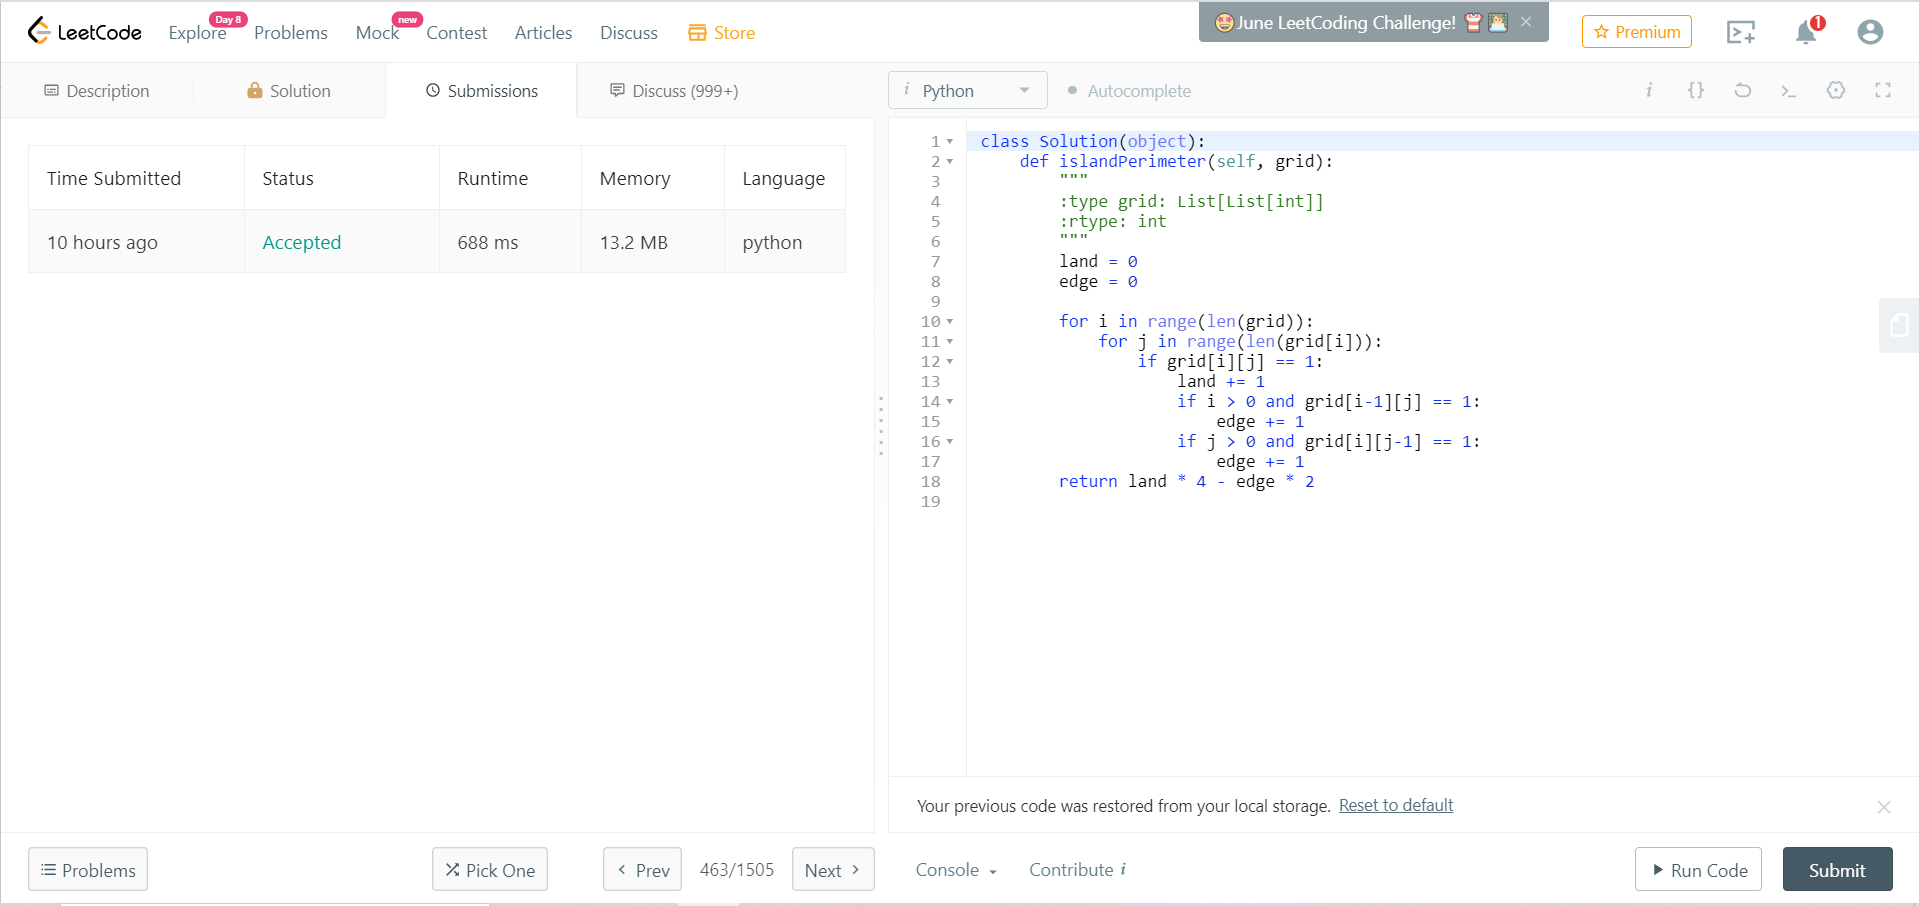 LeetCode Explore Day 8 Problems Mock new Contest Articles Discuss Store June LeetCoding Challenge! Premium 1
Description Solution Submissions Discuss (999+)
Time Submitted Status Runtime Memory Language
10 hours ago Accepted 688 ms 13.2 MB python
i Python Autocomplete i {}
1 class Solution(object):
2 def islandPerimeter(self, grid):
3 """
4 :type grid: List[List[int]]
5 :rtype: int
6 """
7 land = 0
8 edge = 0
9
10 for i in range(len(grid)):
11 for j in range(len(grid[i])):
12 if grid[i][j] == 1:
13 land += 1
14 if i > 0 and grid[i-1][j] == 1:
15 edge += 1
16 if j > 0 and grid[i][j-1] == 1:
17 edge += 1
18 return land * 4 - edge * 2
19
Your previous code was restored from your local storage. Reset to default
Problems Pick One Prev 463/1505 Next Console Contribute i Run Code Submit